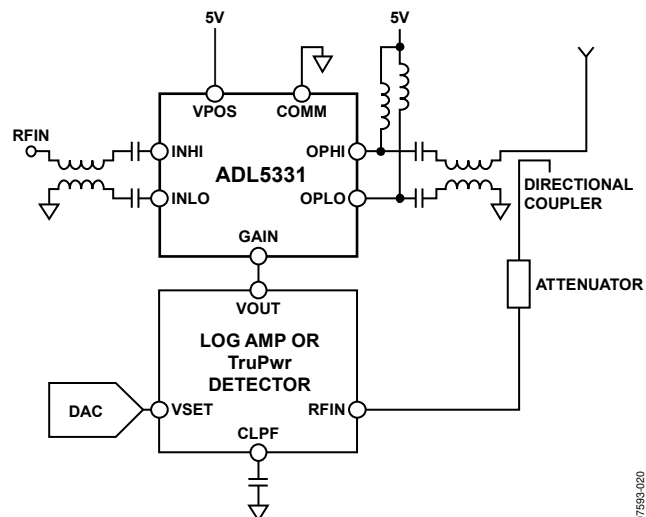 5V
5V
VPOS
COMM
RFIN
INHI
OPHI
ADL5331
INLO
OPLO
DIRECTIONAL
COUPLER
GAIN
ATTENUATOR
VOUT
LOG AMP OR
TruPwr
DETECTOR
DAC
VSET
RFIN
CLPF
07593-020